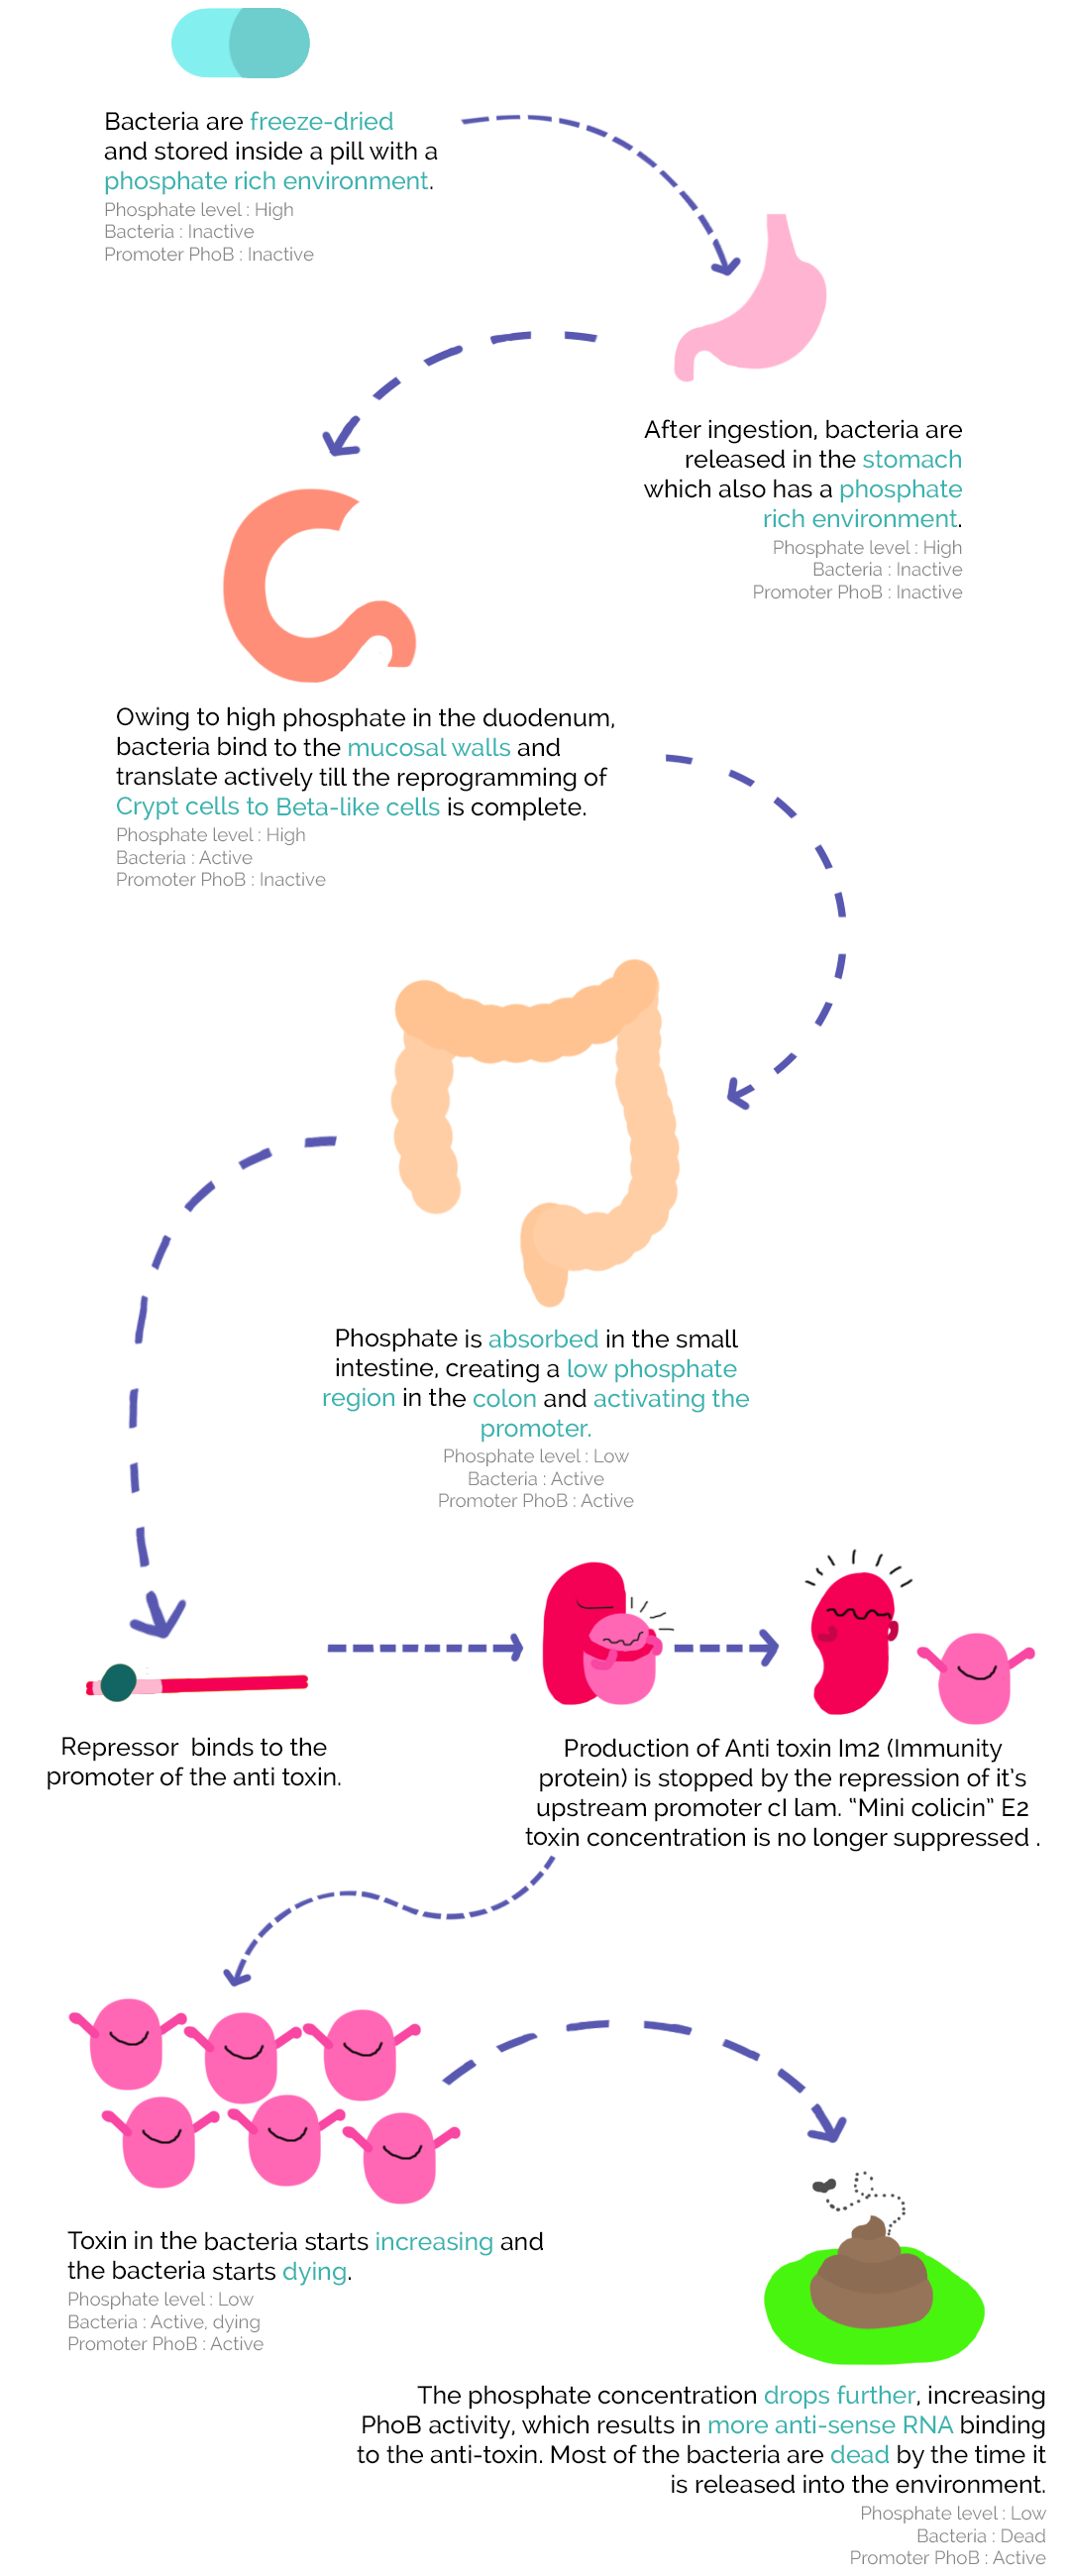 Bacteria are freeze-dried
and stored inside a pill with a
phosphate rich environment.
Phosphate level : High
Bacteria : Inactive
Promoter PhoB : Inactive
After ingestion, bacteria are
released in the stomach
which also has a phosphate
rich environment.
Phosphate level : High
Bacteria : Inactive
Promoter PhoB : Inactive
Owing to high phosphate in the duodenum,
bacteria bind to the mucosal walls and
translate actively till the reprogramming of
Crypt cells to Beta-like cells is complete.
Phosphate level : High
Bacteria : Active
Promoter PhoB : Inactive
Phosphate is absorbed in the small
intestine, creating a low phosphate
region in the colon and activating the
promoter.
Phosphate level : Low
Bacteria : Active
Promoter PhoB : Active
Repressor binds to the
promoter of the anti toxin.
Production of Anti toxin Im2 (Immunity
protein) is stopped by the repression of it's
upstream promoter cI lam. "Mini colicin" E2
toxin concentration is no longer suppressed .
Toxin in the bacteria starts increasing and
the bacteria starts dying.
Phosphate level : Low
Bacteria : Active, dying
Promoter PhoB : Active
The phosphate concentration drops further, increasing
PhoB activity, which results in more anti-sense RNA binding
to the anti-toxin. Most of the bacteria are dead by the time it
is released into the environment.
Phosphate level : Low
Bacteria : Dead
Promoter PhoB : Active